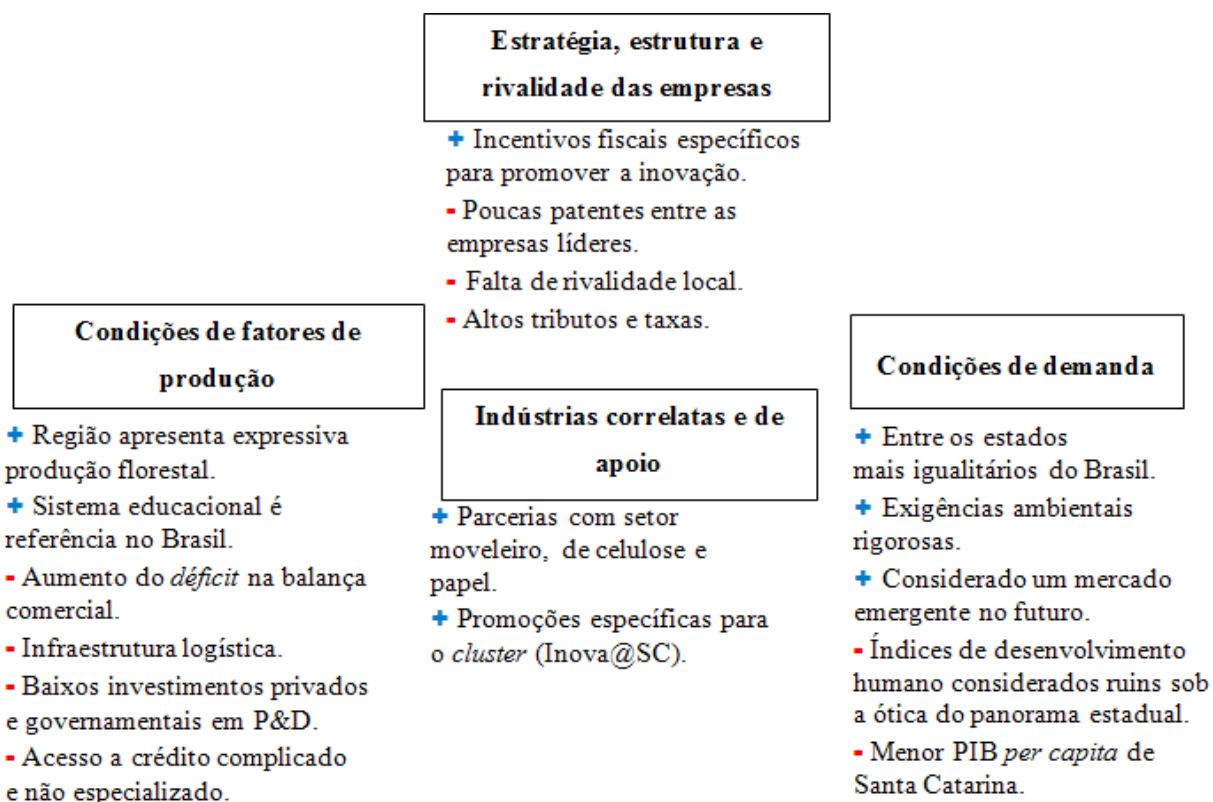 Estratégia, estrutura e
rivalidade das empresas
+ Incentivos fiscais específicos
para promover a inovação.
- Poucas patentes entre as
empresas líderes.
- Falta de rivalidade local.
- Altos tributos e taxas.
Condições de fatores de
produção
+ Região apresenta expressiva
produção florestal.
+ Sistema educacional é
referência no Brasil.
- Aumento do déficit na balança
comercial.
- Infraestrutura logística.
- Baixos investimentos privados
e governamentais em P&D.
- Acesso a crédito complicado
e não especializado.
Indústrias correlatas e de
apoio
+ Parcerias com setor
moveleiro, de celulose e
papel.
+ Promoções específicas para
o cluster (Inova@SC).
Condições de demanda
+ Entre os estados
mais igualitários do Brasil.
+ Exigências ambientais
rigorosas.
+ Considerado um mercado
emergente no futuro.
- Índices de desenvolvimento
humano considerados ruins sob
a ótica do panorama estadual.
- Menor PIB per capita de
Santa Catarina.